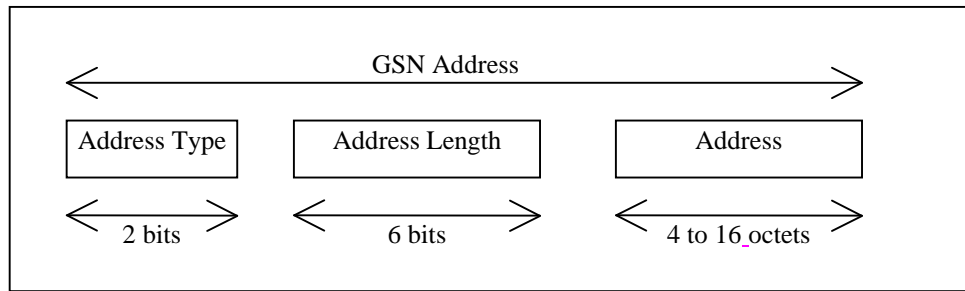 GSN Address
Address Type Address Length Address
2 bits 6 bits 4 to 16 octets